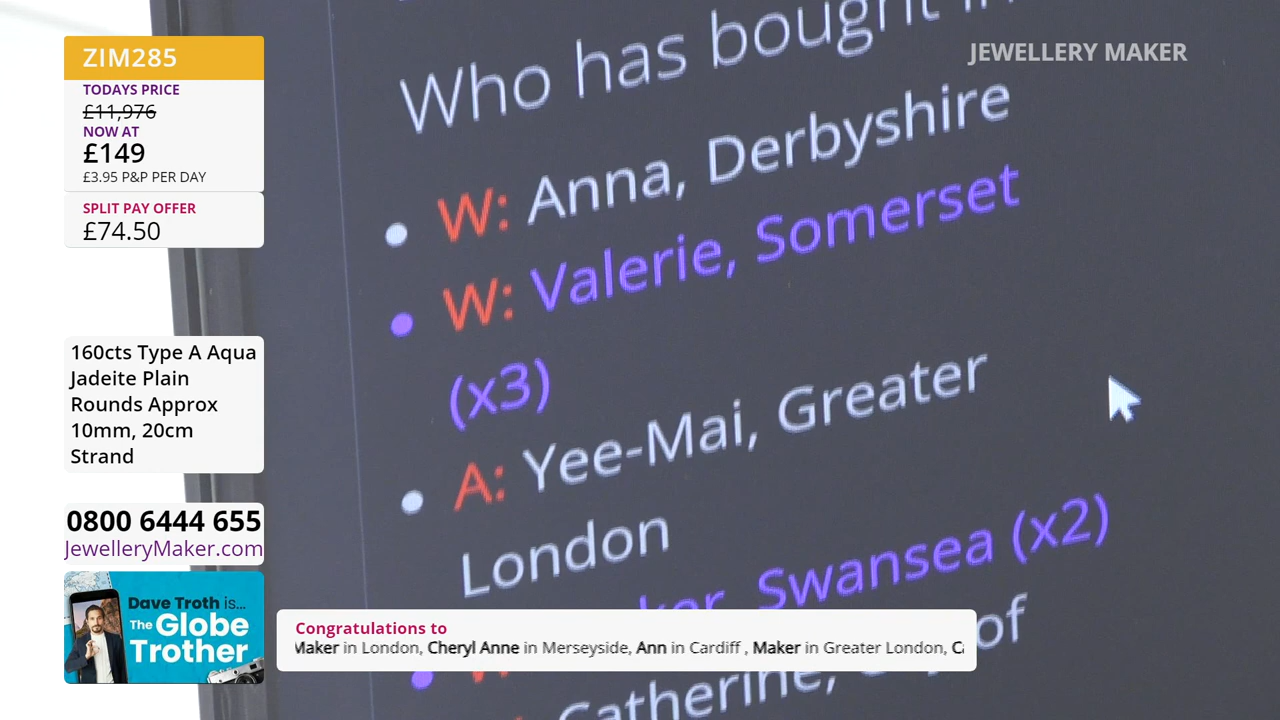 ZIM285
TODAYS PRICE
£11,976
NOW AT
£149
£3.95 P&P PER DAY
SPLIT PAY OFFER
£74.50
160cts Type A Aqua
Jadeite Plain
Rounds Approx
10mm, 20cm
Strand
0800 6444 655
JewelleryMaker.com
Dave Troth is...
The Globe
Trother
JEWELLERY MAKER
Who has bought
W: Anna, Derbyshire
W: Valerie, Somerset
(x3)
A: Yee-Mai, Greater
London
Swansea (x2)
of
Catherine,
Congratulations to
Maker in London, Cheryl Anne in Merseyside, Ann in Cardiff , Maker in Greater London,